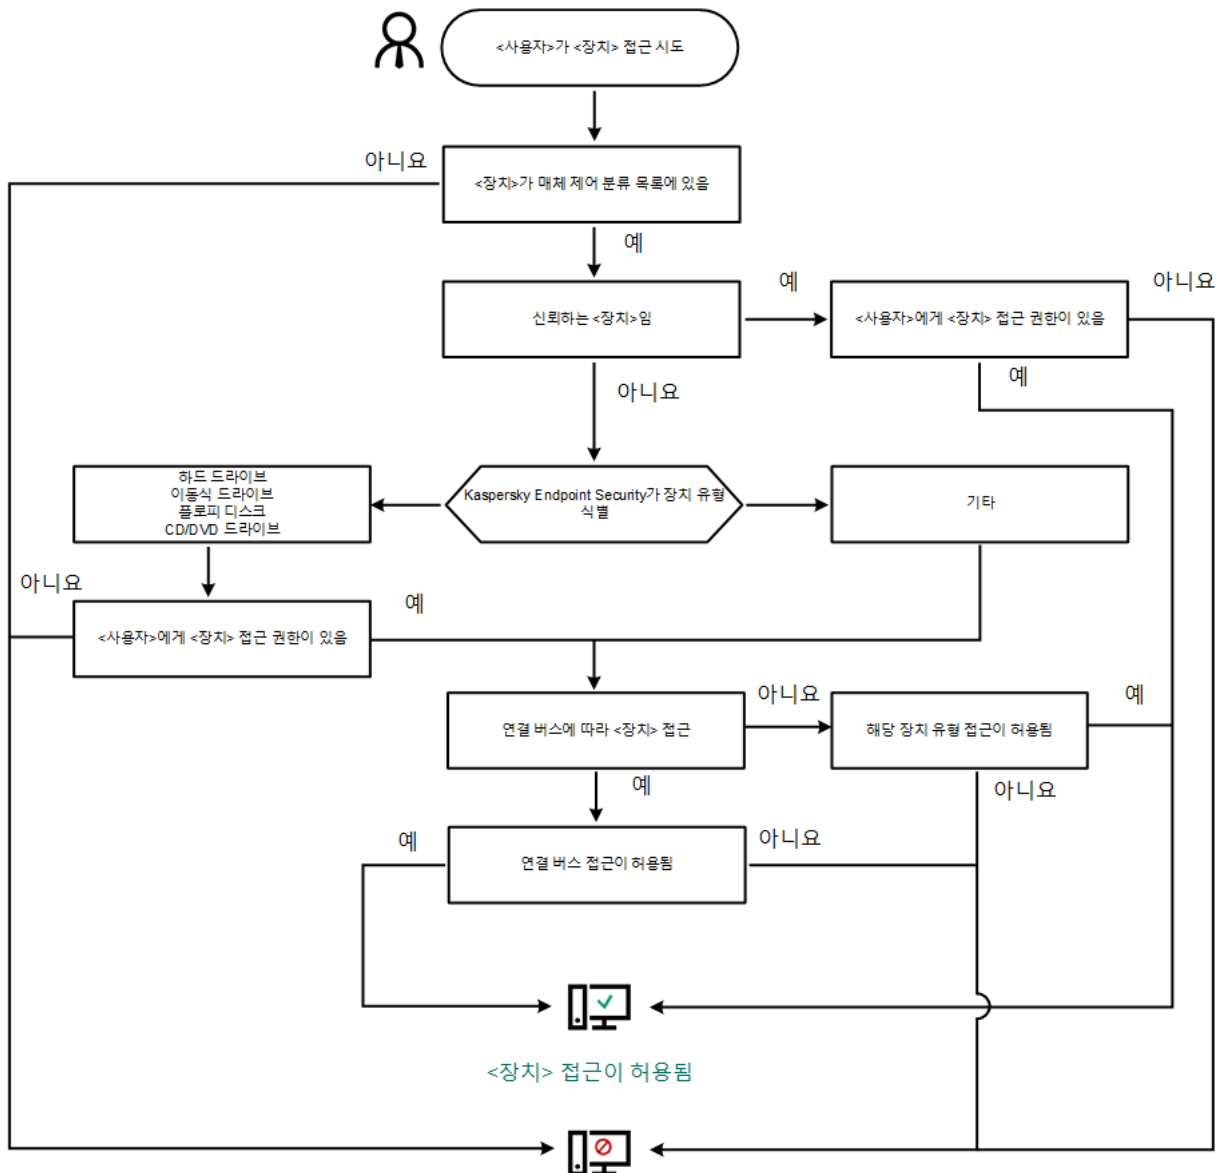 <사용자>가 <장치> 접근 시도
아니요
<장치>가 매체 제어 분류 목록에 있음
예
신뢰하는 <장치>임
예
<사용자>에게 <장치> 접근 권한이 있음
아니요
예
아니요
하드 드라이브
이동식 드라이브
플로피 디스크
CD/DVD 드라이브
Kaspersky Endpoint Security가 장치 유형
식별
기타
아니요
<사용자>에게 <장치> 접근 권한이 있음
예
연결 버스에 따라 <장치> 접근
아니요
해당 장치 유형 접근이 허용됨
예
예
아니요
예
연결 버스 접근이 허용됨
아니요
<장치> 접근이 허용됨